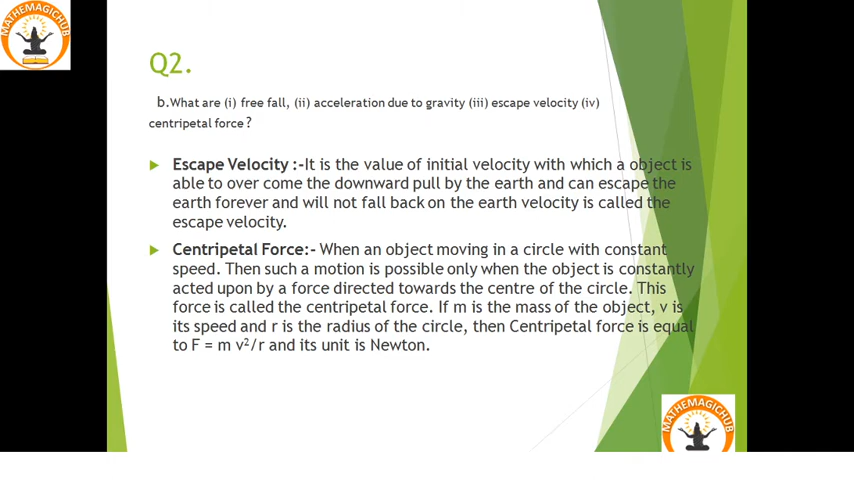 MATHEMAGICHUB
Q2.
b.What are (i) free fall, (ii) acceleration due to gravity (iii) escape velocity (iv)
centripetal force ?
Escape Velocity :-It is the value of initial velocity with which a object is
able to over come the downward pull by the earth and can escape the
earth forever and will not fall back on the earth velocity is called the
escape velocity.
Centripetal Force:- When an object moving in a circle with constant
speed. Then such a motion is possible only when the object is constantly
acted upon by a force directed towards the centre of the circle. This
force is called the centripetal force. If m is the mass of the object, v is
its speed and r is the radius of the circle, then Centripetal force is equal
to F = m v²/r and its unit is Newton.
MATHEMAGICHUB